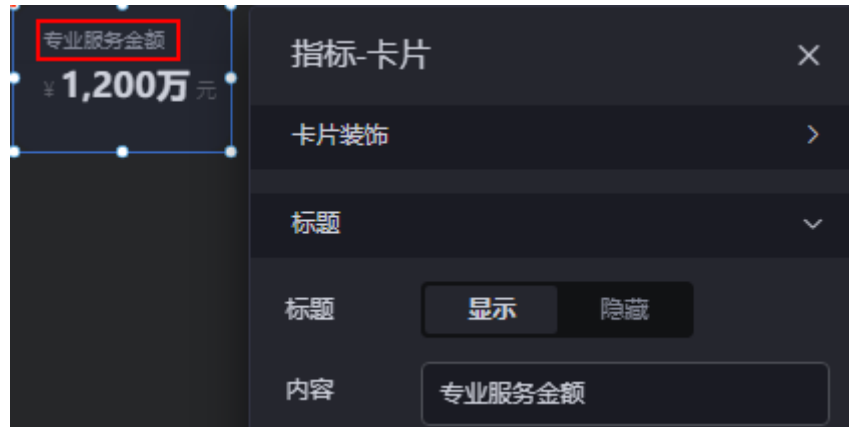 专业服务金额
¥ 1,200万 元
指标-卡片
卡片装饰
标题
标题 显示 隐藏
内容 专业服务金额